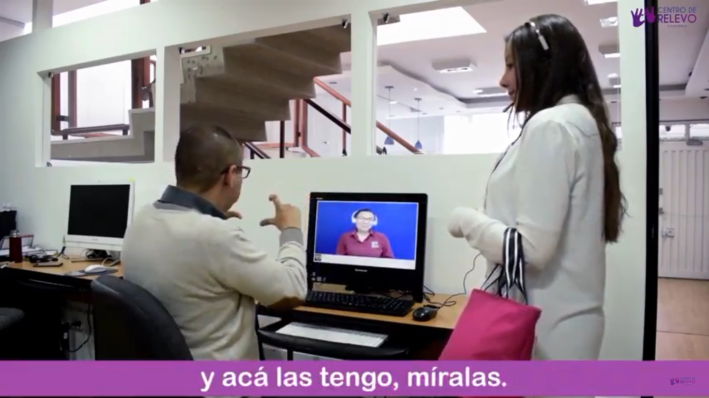 CENTRO DE
RELEVO
y acá las tengo, míralas.